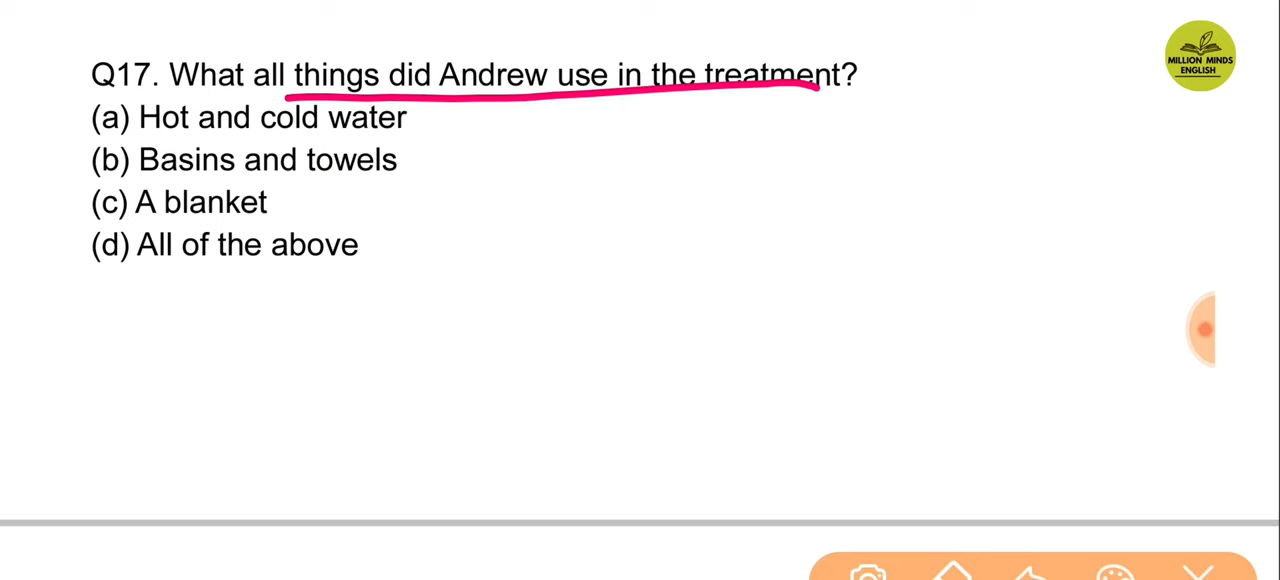 MILLION MINDS
ENGLISH
Q17. What all things did Andrew use in the treatment?
(a) Hot and cold water
(b) Basins and towels
(c) A blanket
(d) All of the above